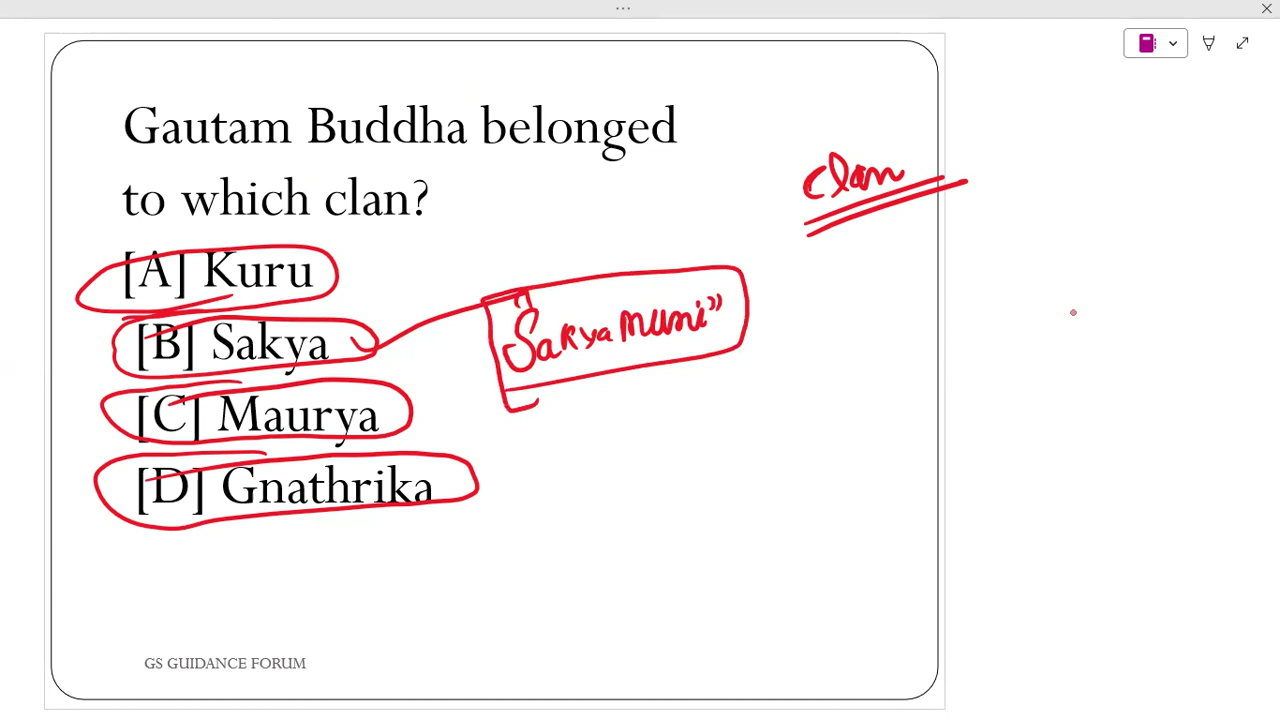 Gautam Buddha belonged
to which clan?
clan
[A] Kuru
[B] Sakya
"Sakya muni"
[C] Maurya
[D] Gnathrika
GS GUIDANCE FORUM